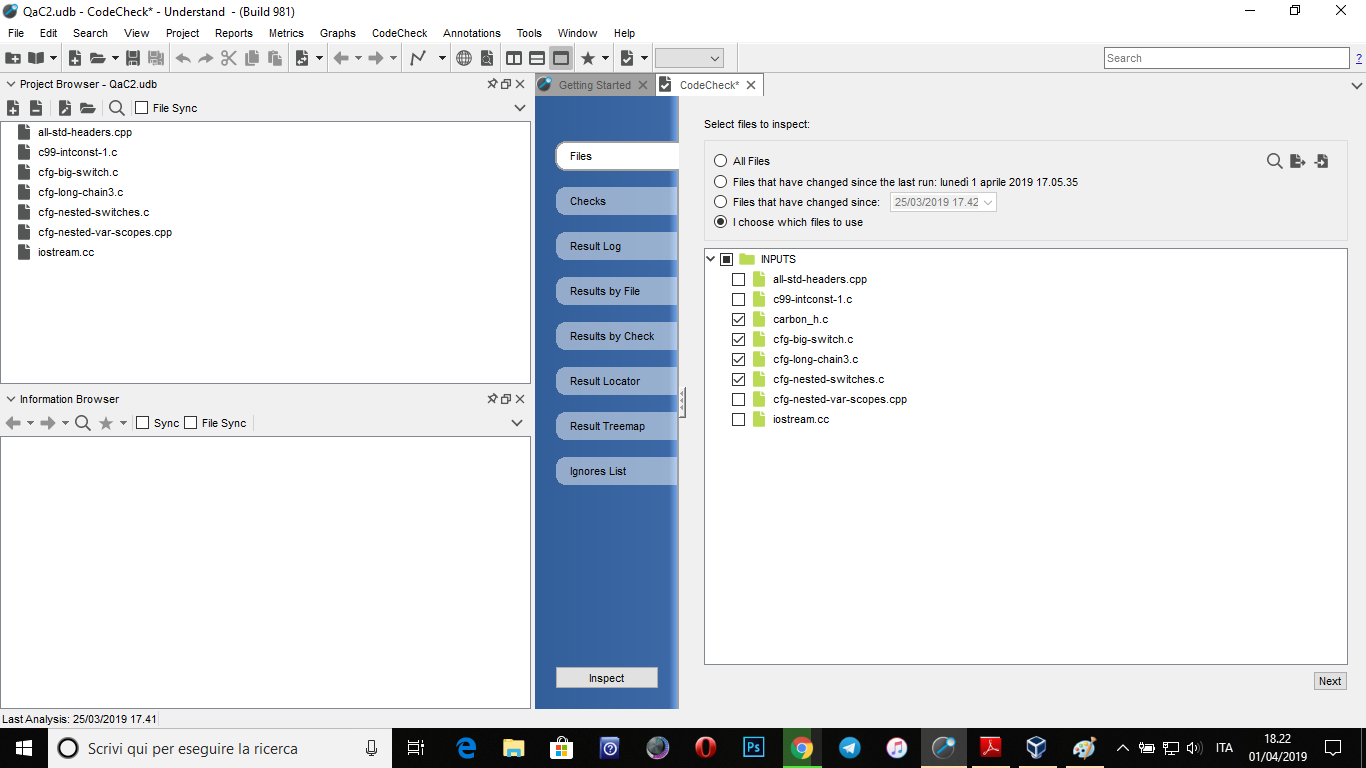 QaC2.udb - CodeCheck* - Understand - (Build 981)
File Edit Search View Project Reports Metrics Graphs CodeCheck Annotations Tools Window Help
Search
?
Project Browser - QaC2.udb
File Sync
all-std-headers.cpp
c99-intconst-1.c
cfg-big-switch.c
cfg-long-chain3.c
cfg-nested-switches.c
cfg-nested-var-scopes.cpp
iostream.cc
Information Browser
Sync File Sync
Last Analysis: 25/03/2019 17.41
Getting Started CodeCheck*
Files
Checks
Result Log
Results by File
Results by Check
Result Locator
Result Treemap
Ignores List
Inspect
Select files to inspect:
All Files
Files that have changed since the last run: lunedì 1 aprile 2019 17.05.35
Files that have changed since: 25/03/2019 17.42
I choose which files to use
INPUTS
all-std-headers.cpp
c99-intconst-1.c
carbon_h.c
cfg-big-switch.c
cfg-long-chain3.c
cfg-nested-switches.c
cfg-nested-var-scopes.cpp
iostream.cc
Next
Scrivi qui per eseguire la ricerca
Ps
ITA
18.22
01/04/2019